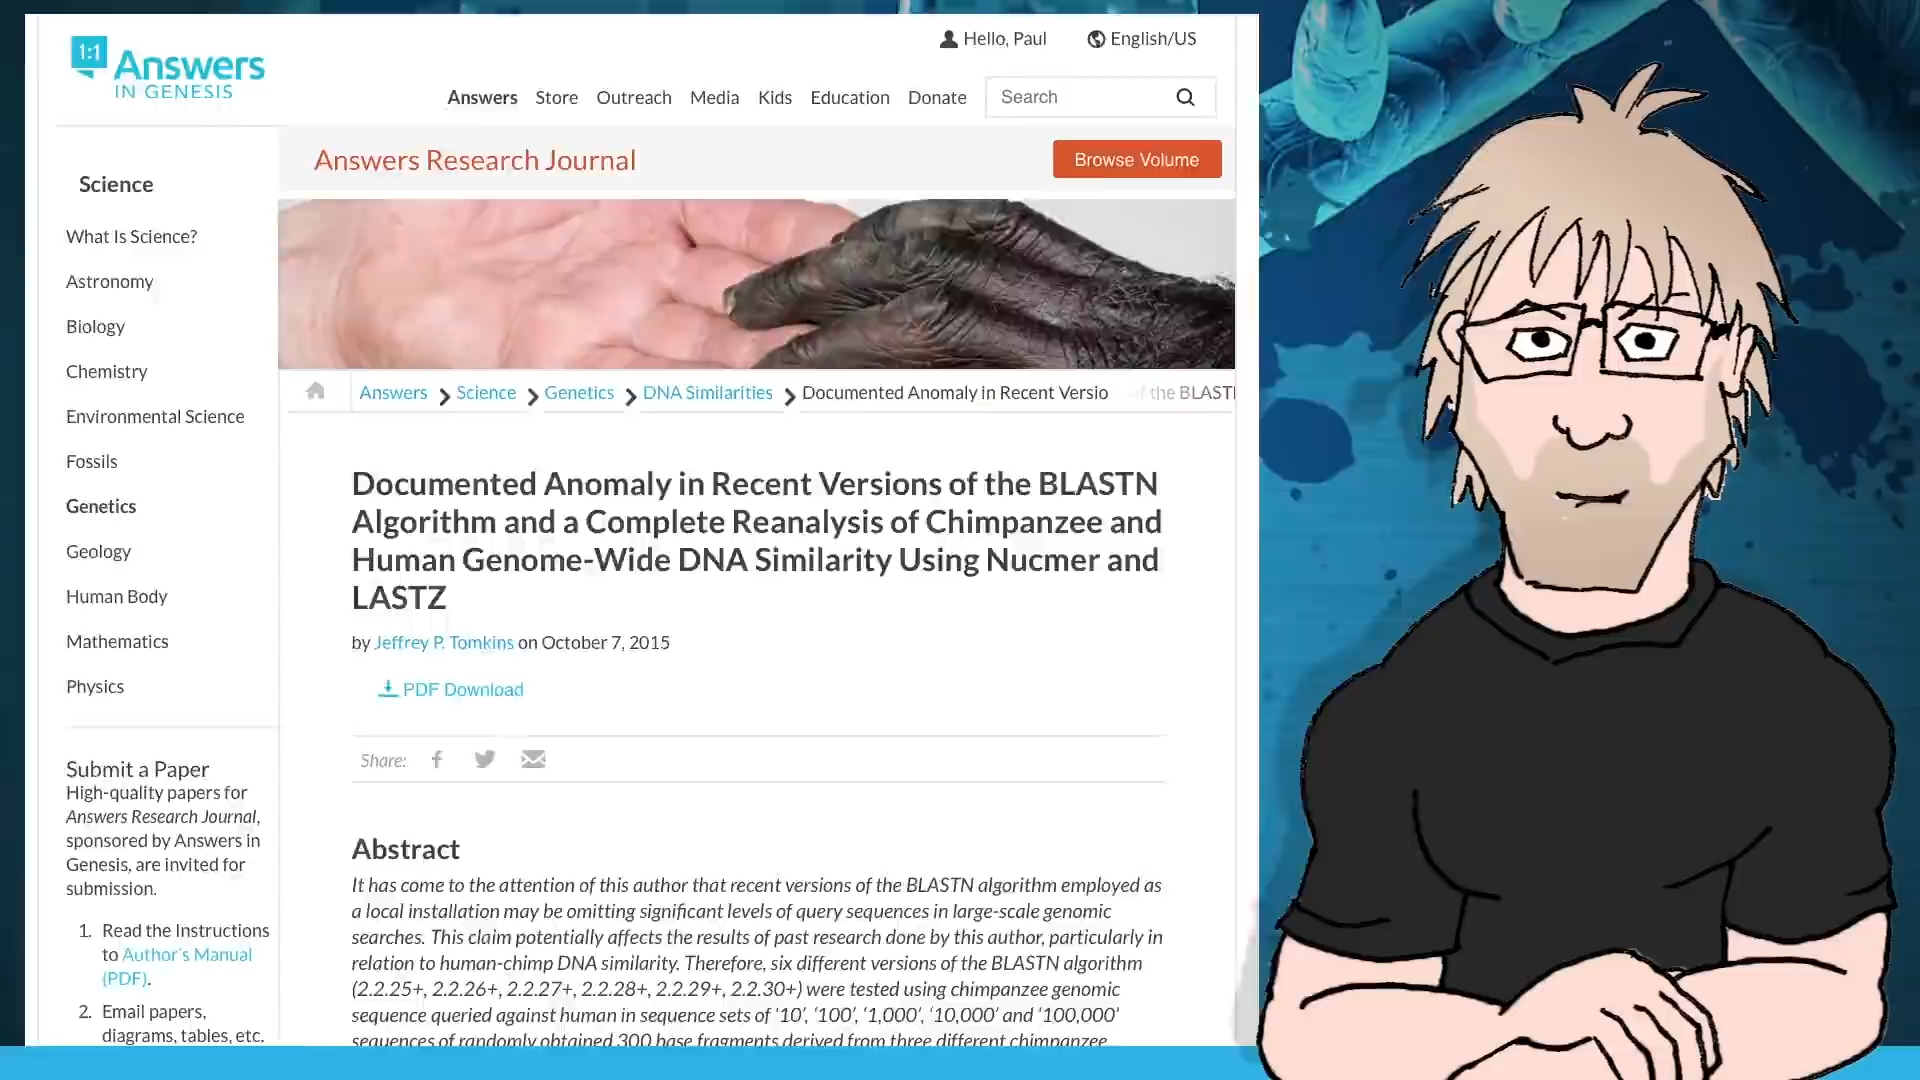 Hello, Paul
English/US
1:1
Answers
IN GENESIS
Answers Store Outreach Media Kids Education Donate
Search
Answers Research Journal
Browse Volume
Science
What Is Science?
Astronomy
Biology
Chemistry
Environmental Science
Fossils
Genetics
Geology
Human Body
Mathematics
Physics
Submit a Paper
High-quality papers for
Answers Research Journal,
sponsored by Answers in
Genesis, are invited for
submission.
1. Read the Instructions
to Author's Manual
(PDF).
2. Email papers,
diagrams, tables, etc.
Answers Science Genetics DNA Similarities Documented Anomaly in Recent Versio of the BLAST
Documented Anomaly in Recent Versions of the BLASTN
Algorithm and a Complete Reanalysis of Chimpanzee and
Human Genome-Wide DNA Similarity Using Nucmer and
LASTZ
by Jeffrey P. Tomkins on October 7, 2015
PDF Download
Share:
Abstract
It has come to the attention of this author that recent versions of the BLASTN algorithm employed as
a local installation may be omitting significant levels of query sequences in large-scale genomic
searches. This claim potentially affects the results of past research done by this author, particularly in
relation to human-chimp DNA similarity. Therefore, six different versions of the BLASTN algorithm
(2.2.25+, 2.2.26+, 2.2.27+, 2.2.28+, 2.2.29+, 2.2.30+) were tested using chimpanzee genomic
sequence queried against human in sequence sets of '10', '100', '1,000', '10,000' and '100,000'
sequences of randomly obtained 300 base fragments derived from three different chimpanzee